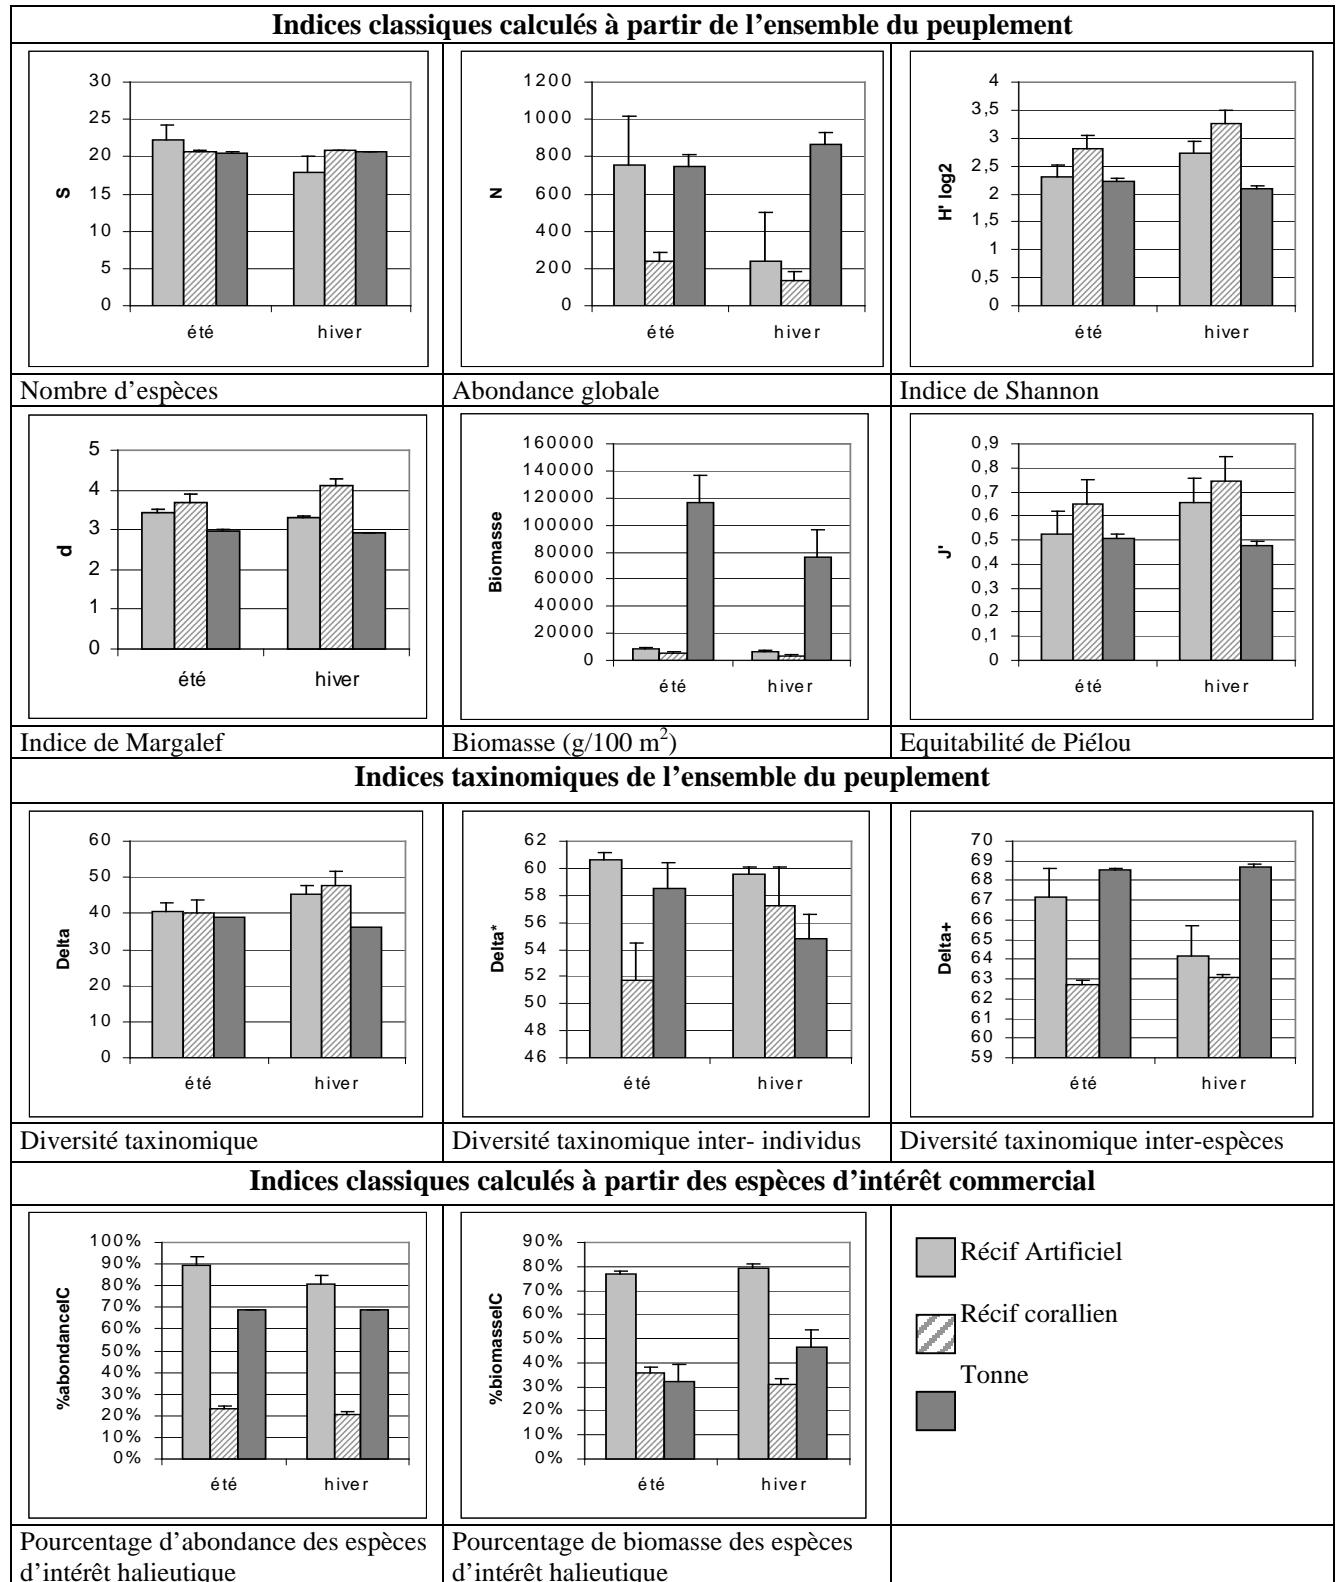 Indices classiques calculés à partir de l'ensemble du peuplement
30
25
20
15
10
5
0
S
été hiver
1200
1000
800
600
400
200
0
N
été hiver
4
3,5
3
2,5
2
1,5
1
0,5
0
H' log2
été hiver
Nombre d'espèces
Abondance globale
Indice de Shannon
5
4
3
2
1
0
d
été hiver
160000
140000
120000
100000
80000
60000
40000
20000
0
Biomasse
été hiver
0,9
0,8
0,7
0,6
0,5
0,4
0,3
0,2
0,1
0
J'
été hiver
Indice de Margalef
Biomasse (g/100 m²)
Equitabilité de Piélou
Indices taxinomiques de l'ensemble du peuplement
60
50
40
30
20
10
0
Delta
été hiver
62
60
58
56
54
52
50
48
46
Delta*
été hiver
70
69
68
67
66
65
64
63
62
61
60
59
Delta+
été hiver
Diversité taxinomique
Diversité taxinomique inter- individus
Diversité taxinomique inter-espèces
Indices classiques calculés à partir des espèces d'intérêt commercial
100%
90%
80%
70%
60%
50%
40%
30%
20%
10%
0%
%abondanceIC
été hiver
90%
80%
70%
60%
50%
40%
30%
20%
10%
0%
%biomasseIC
été hiver
Récif Artificiel
Récif corallien
Tonne
Pourcentage d'abondance des espèces
d'intérêt halieutique
Pourcentage de biomasse des espèces
d'intérêt halieutique